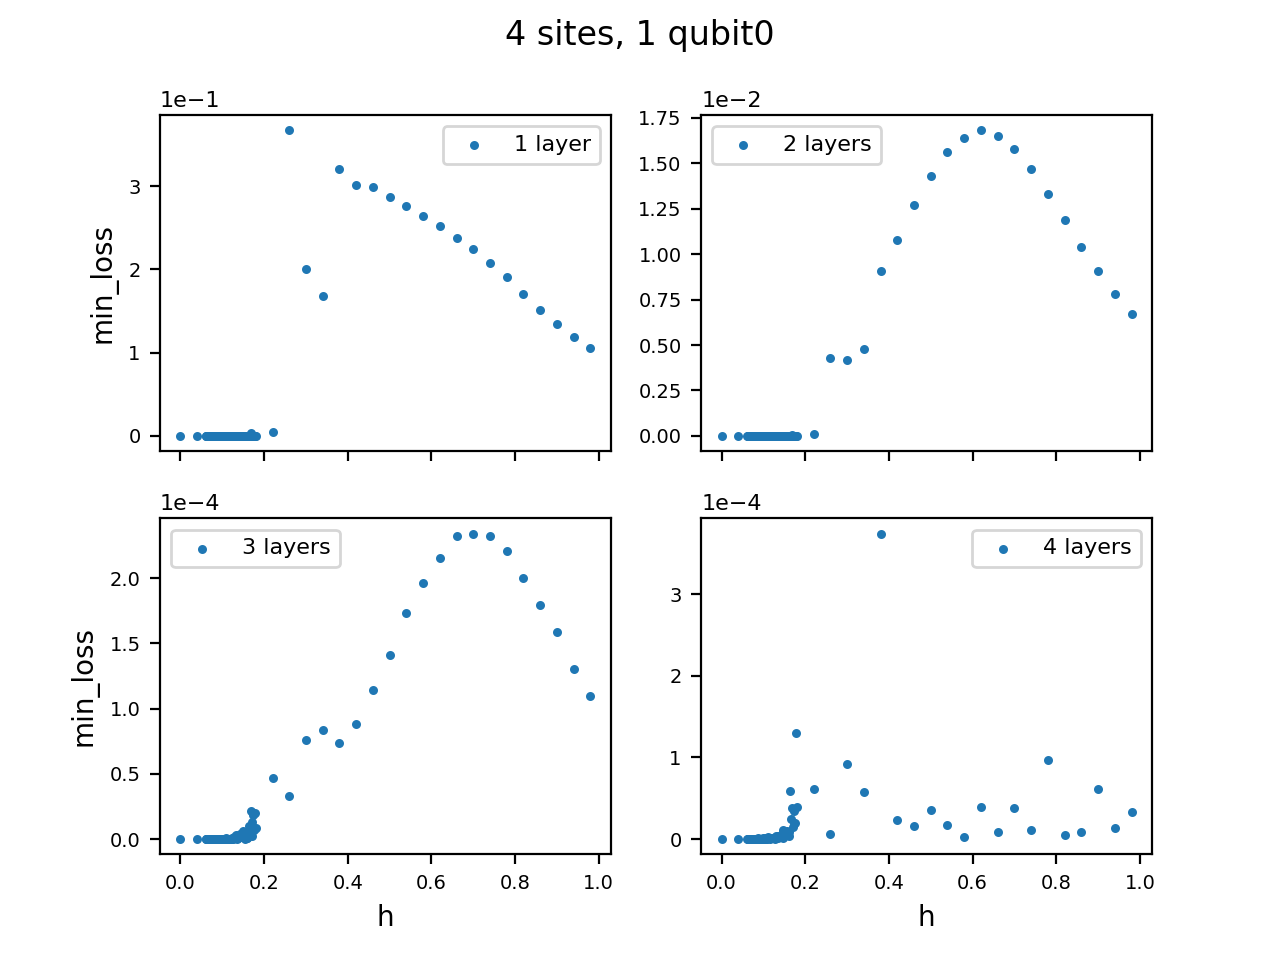 4 sites, 1 qubit0
1e−1
1 layer
min_loss
3
2
1
0
1e−2
2 layers
1.75
1.50
1.25
1.00
0.75
0.50
0.25
0.00
1e−4
3 layers
min_loss
2.0
1.5
1.0
0.5
0.0
0.0 0.2 0.4 0.6 0.8 1.0
h
1e−4
4 layers
3
2
1
0
0.0 0.2 0.4 0.6 0.8 1.0
h